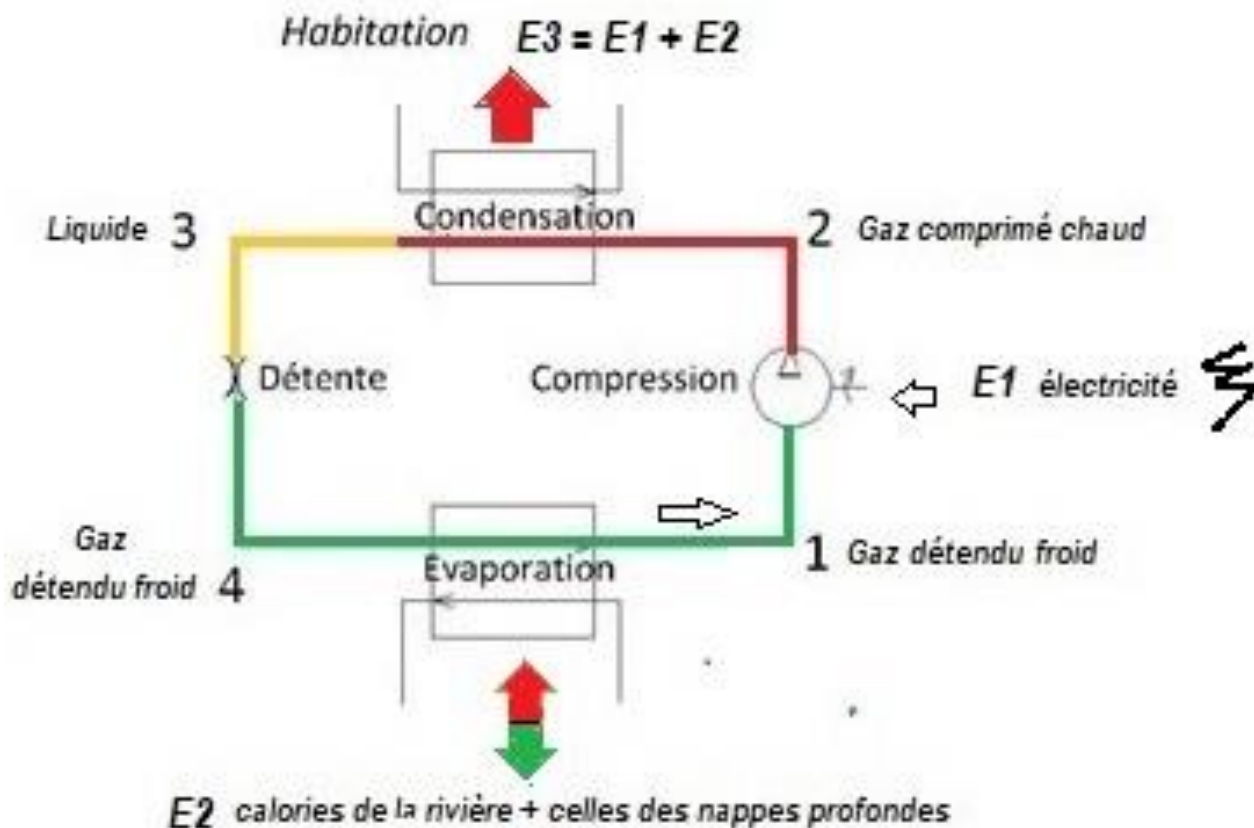 Habitation E3 = E1 + E2
Condensation
Liquide 3
2 Gaz comprimé chaud
Détente
Compression
E1 électricité
Gaz
détendu froid 4
Evaporation
1 Gaz détendu froid
E2 calories de la rivière + celles des nappes profondes